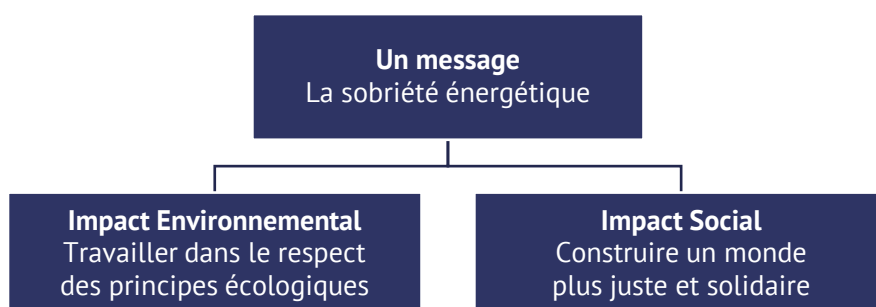 Un message
La sobriété énergétique
Impact Environnemental
Travailler dans le respect
des principes écologiques
Impact Social
Construire un monde
plus juste et solidaire